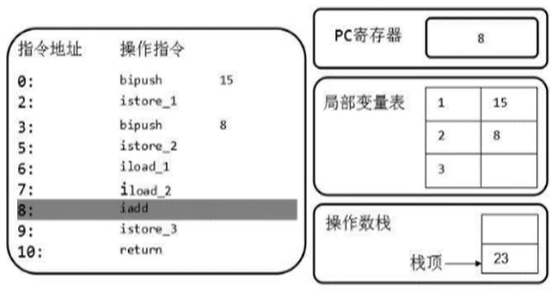 指令地址 操作指令
0: bipush 15
2: istore_1
3: bipush 8
5: istore_2
6: iload_1
7: iload_2
8: iadd
9: istore_3
10: return
PC寄存器 8
局部变量表
1 15
2 8
3
操作数栈
栈顶 23